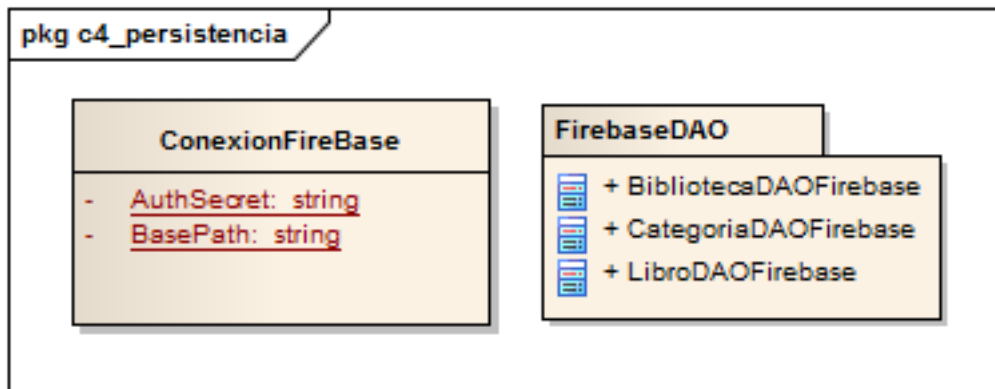 pkg c4_persistencia
ConexionFireBase
- AuthSecret: string
- BasePath: string
FirebaseDAO
+ BibliotecaDAOFirebase
+ CategoriaDAOFirebase
+ LibroDAOFirebase